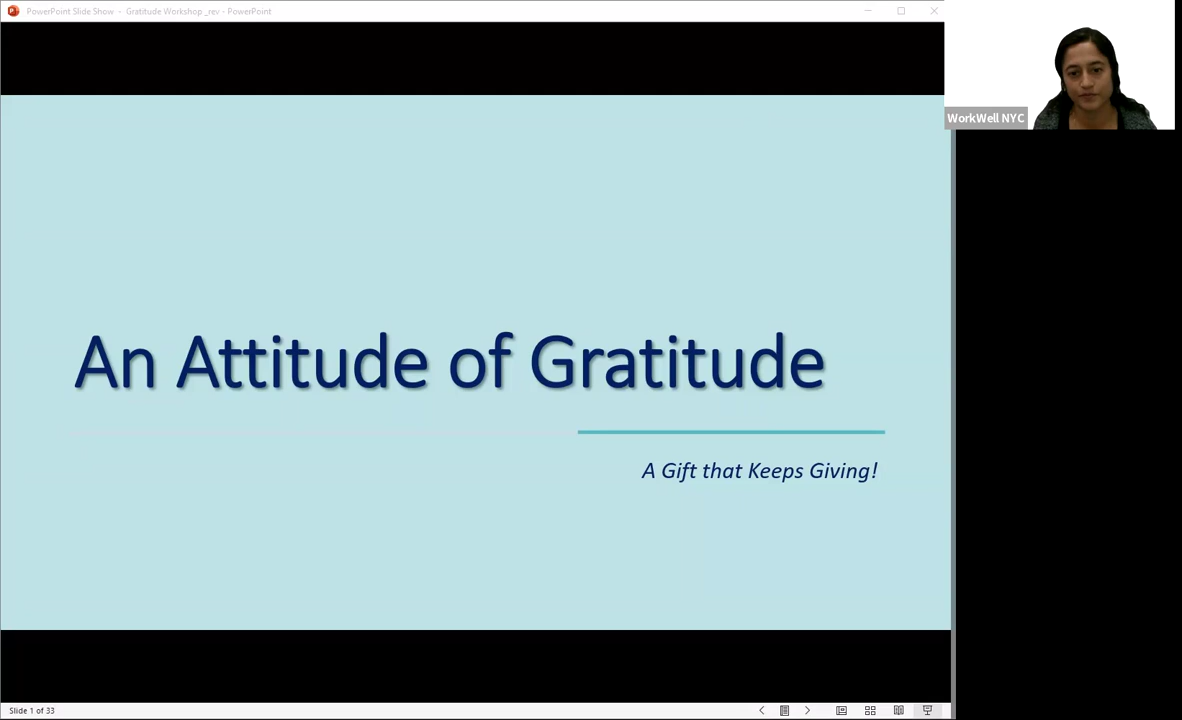 PowerPoint Slide Show - Gratitude Workshop _rev - PowerPoint
WorkWell NYC
An Attitude of Gratitude
A Gift that Keeps Giving!
Slide 1 of 33